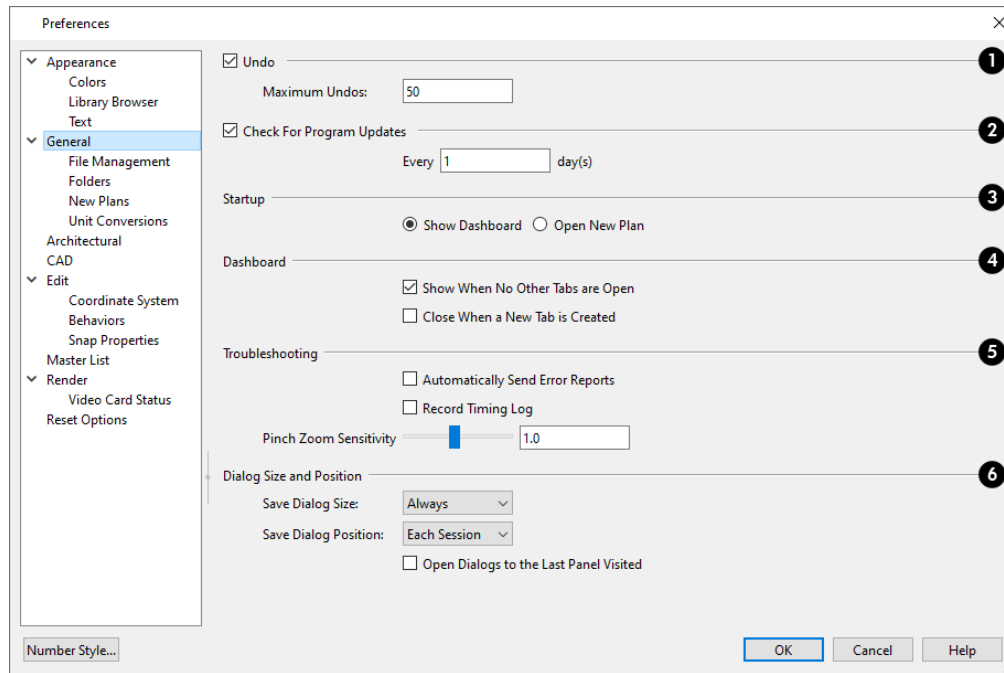 Preferences
Appearance
Colors
Library Browser
Text
General
File Management
Folders
New Plans
Unit Conversions
Architectural
CAD
Edit
Coordinate System
Behaviors
Snap Properties
Master List
Render
Video Card Status
Reset Options
Undo 1
Maximum Undos: 50
Check For Program Updates 2
Every 1 day(s)
Startup 3
Show Dashboard Open New Plan
Dashboard 4
Show When No Other Tabs are Open
Close When a New Tab is Created
Troubleshooting 5
Automatically Send Error Reports
Record Timing Log
Pinch Zoom Sensitivity 1.0
Dialog Size and Position 6
Save Dialog Size: Always
Save Dialog Position: Each Session
Open Dialogs to the Last Panel Visited
Number Style... OK Cancel Help